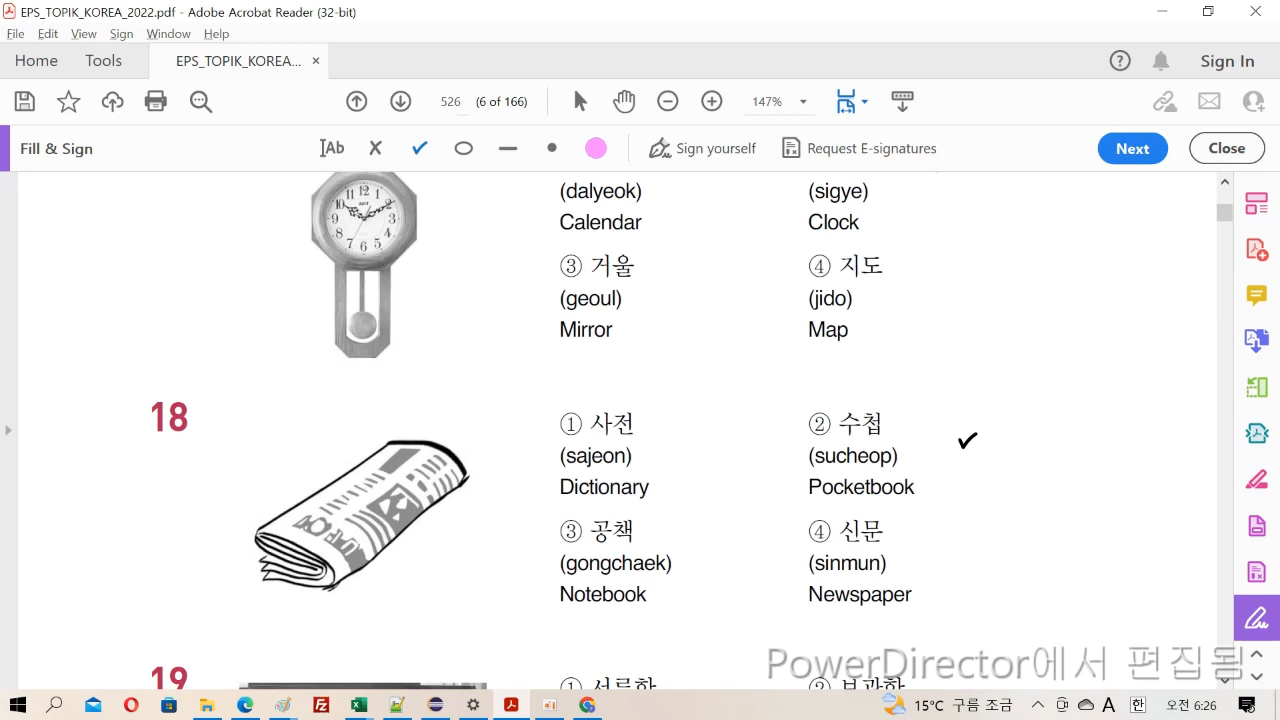 EPS_TOPIK_KOREA_2022.pdf - Adobe Acrobat Reader (32-bit)
File Edit View Sign Window Help
Home Tools EPS_TOPIK_KOREA... × Sign In
526 (6 of 166) 147%
Fill & Sign Ab Sign yourself Request E-signatures Next Close
(dalyeok) (sigye)
Calendar Clock
③ 거울 ④ 지도
(geoul) (jido)
Mirror Map
18
① 사전 ② 수첩
(sajeon) (sucheop)
Dictionary Pocketbook
③ 공책 ④ 신문
(gongchaek) (sinmun)
Notebook Newspaper
19
PowerDirector에서 편집됨
15°C 구름 조금 A 한 오전 6:26